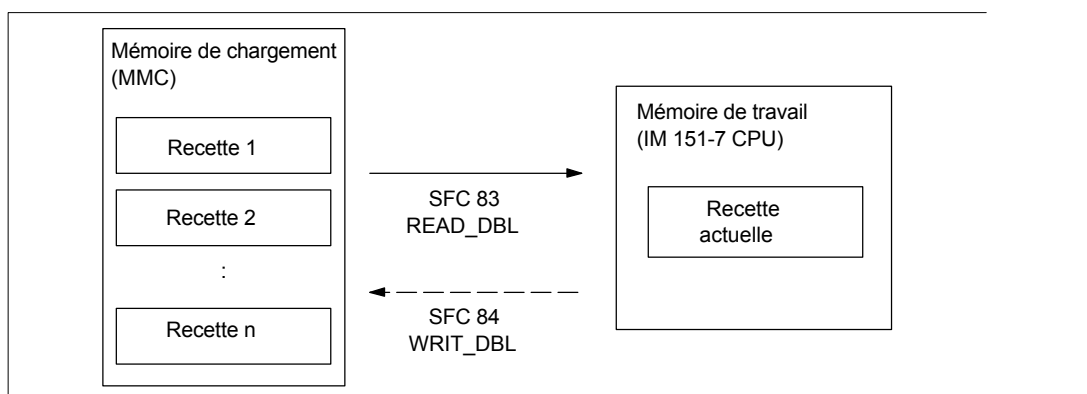 Mémoire de chargement
(MMC)
Recette 1
Recette 2
:
Recette n
SFC 83
READ_DBL
SFC 84
WRIT_DBL
Mémoire de travail
(IM 151-7 CPU)
Recette
actuelle